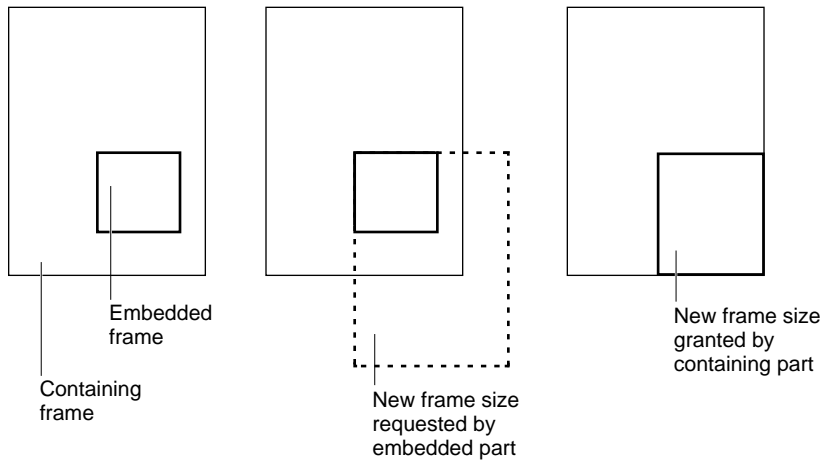 Embedded
frame
Containing
frame
New frame size
requested by
embedded part
New frame size
granted by
containing part